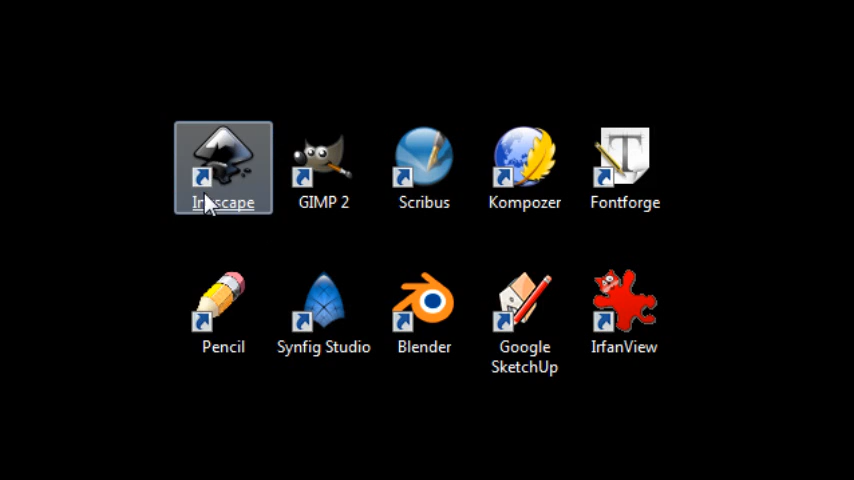 Inkscape
GIMP 2
Scribus
Kompozer
Fontforge
Pencil
Synfig Studio
Blender
Google
SketchUp
IrfanView